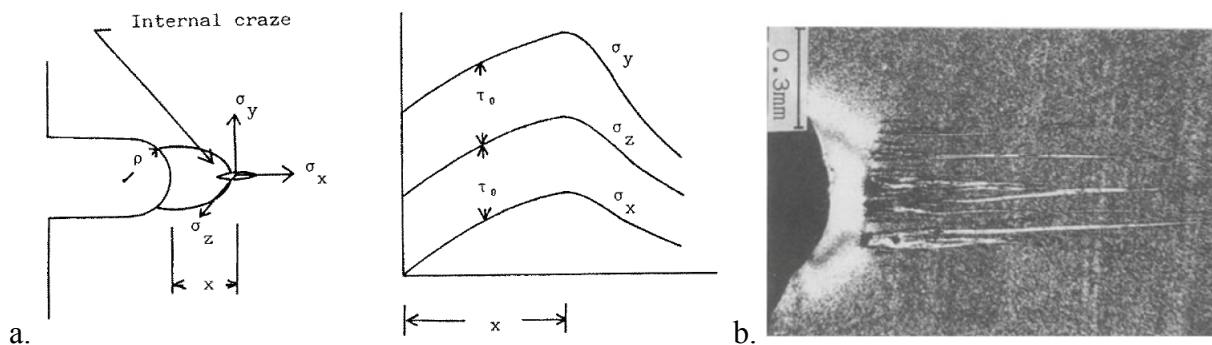 Internal craze
ρ
σy
σx
σz
x
σy
τ₀
σz
τ₀
σx
x
a.
0.3mm
b.